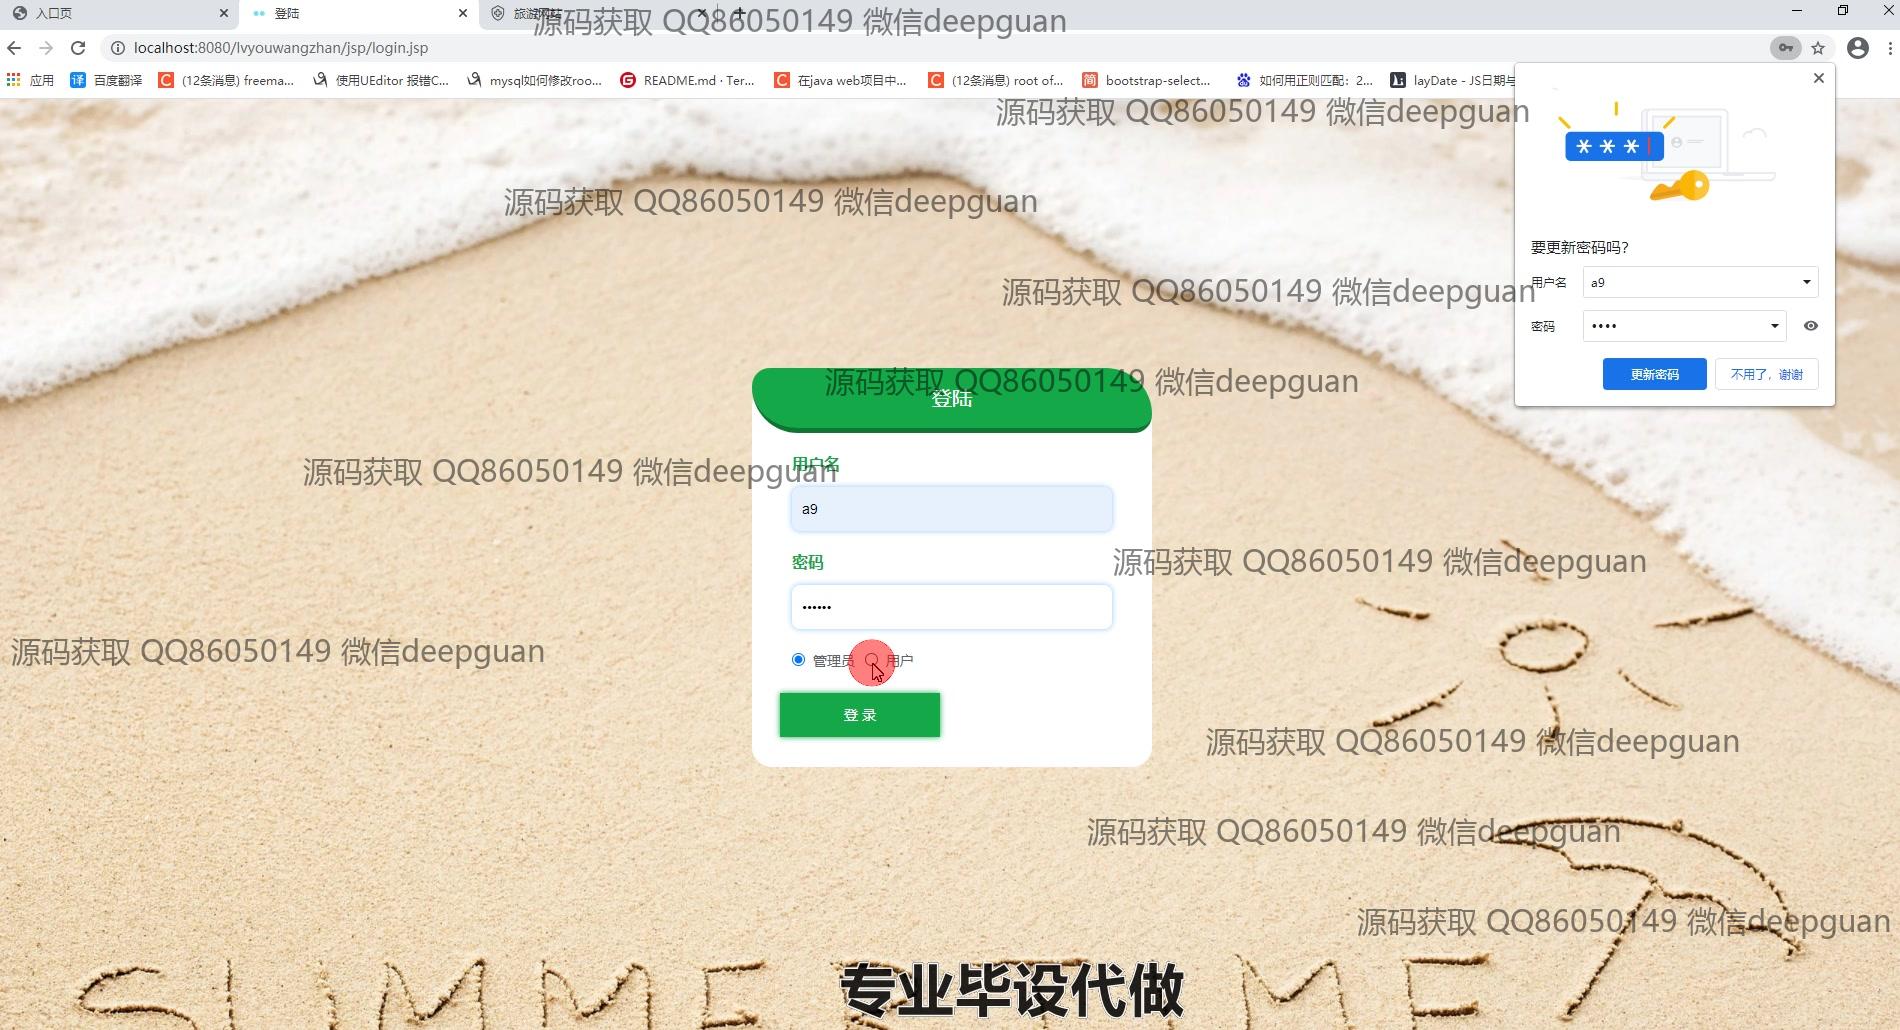 入口页
登陆
旅游网站
localhost:8080/lvyouwangzhan/jsp/login.jsp
应用
百度翻译
(12条消息) freema...
使用UEditor 报错C...
mysql如何修改roo...
README.md · Ter...
在java web项目中...
(12条消息) root of...
bootstrap-select...
如何用正则匹配：2...
layDate - JS日期与
源码获取 QQ86050149 微信deepguan
源码获取 QQ86050149 微信deepguan
源码获取 QQ86050149 微信deepguan
要更新密码吗?
用户名
a9
密码
••••
更新密码
不用了，谢谢
源码获取 QQ86050149 微信deepguan
源码获取 QQ86050149 微信deepguan
登陆
用户名
源码获取 QQ86050149 微信deepguan
a9
密码
源码获取 QQ86050149 微信deepguan
••••••
源码获取 QQ86050149 微信deepguan
管理员
用户
登 录
源码获取 QQ86050149 微信deepguan
源码获取 QQ86050149 微信deepguan
源码获取 QQ86050149 微信deepguan
专业毕设代做